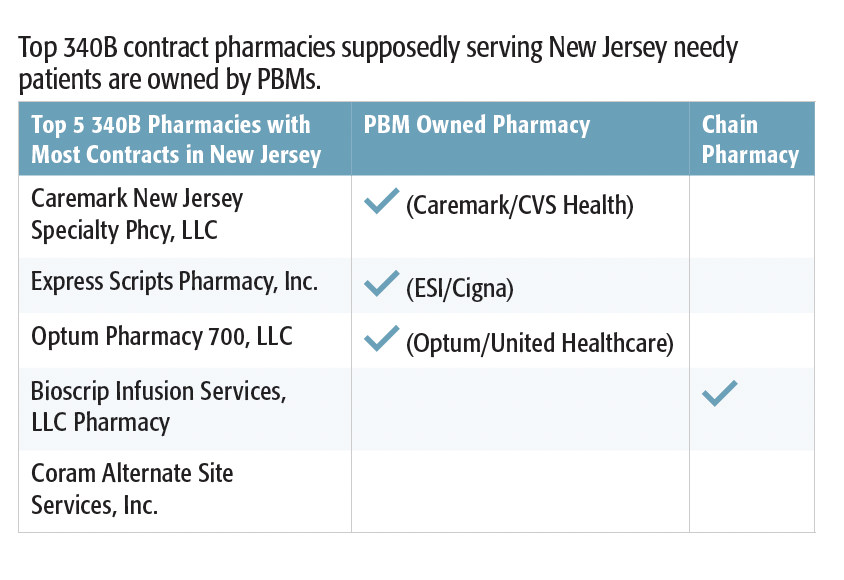 Top 340B contract pharmacies supposedly serving New Jersey needy
patients are owned by PBMs.
Top 5 340B Pharmacies with
Most Contracts in New Jersey
PBM Owned Pharmacy
Chain
Pharmacy
Caremark New Jersey
Specialty Phcy, LLC
(Caremark/CVS Health)
Express Scripts Pharmacy, Inc.
(ESI/Cigna)
Optum Pharmacy 700, LLC
(Optum/United Healthcare)
Bioscrip Infusion Services,
LLC Pharmacy
Coram Alternate Site
Services, Inc.